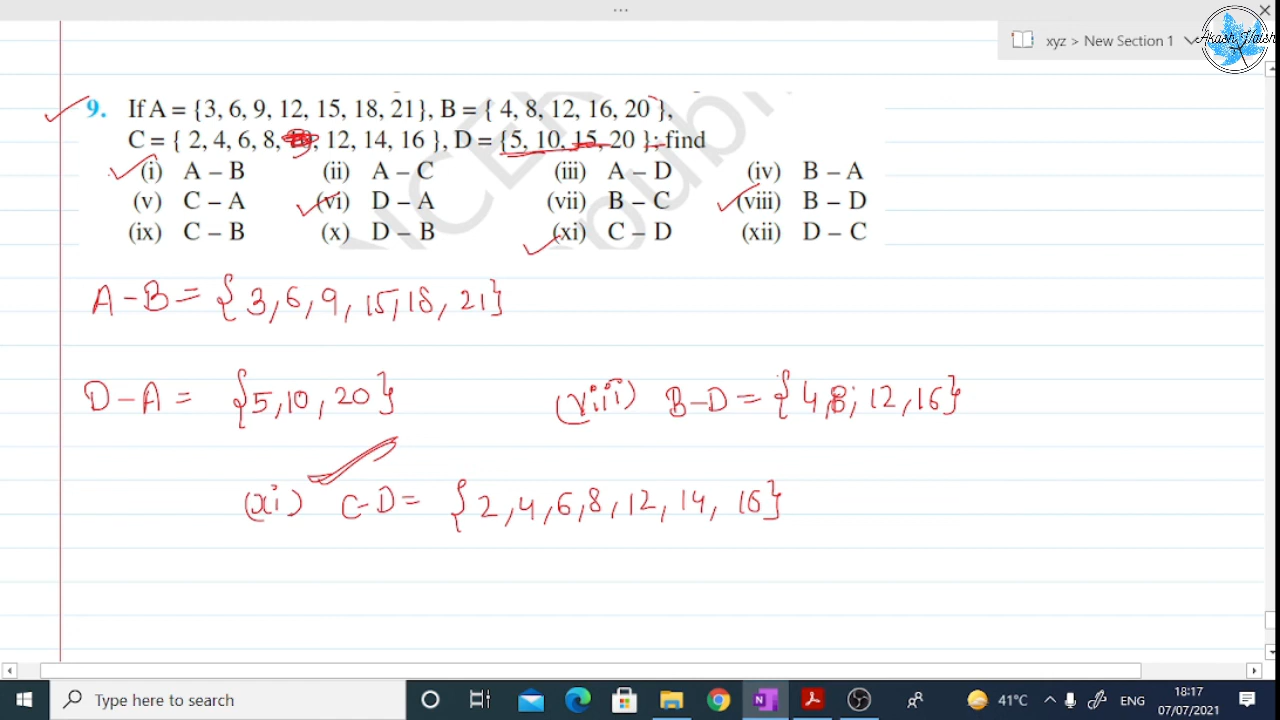 xyz > New Section 1
9. If A = {3, 6, 9, 12, 15, 18, 21}, B = { 4, 8, 12, 16, 20 },
C = { 2, 4, 6, 8, , 12, 14, 16 }, D = {5, 10, 15, 20 }; find
(i) A – B (ii) A – C (iii) A – D (iv) B – A
(v) C – A (vi) D – A (vii) B – C (viii) B – D
(ix) C – B (x) D – B (xi) C – D (xii) D – C
A – B = {3, 6, 9, 15, 18, 21}
D – A = {5, 10, 20} (viii) B – D = {4, 8, 12, 16}
(xi) C – D = {2, 4, 6, 8, 12, 14, 16}
Type here to search
41°C
ENG
18:17
07/07/2021